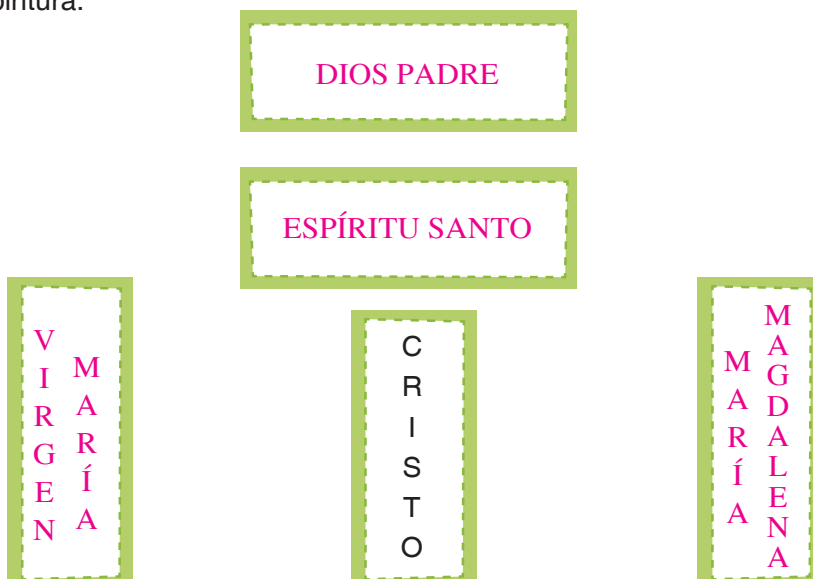 pintura.
DIOS PADRE
ESPÍRITU SANTO
VIRGEN
MARÍA
CRISTO
MARÍA
MAGDALENA